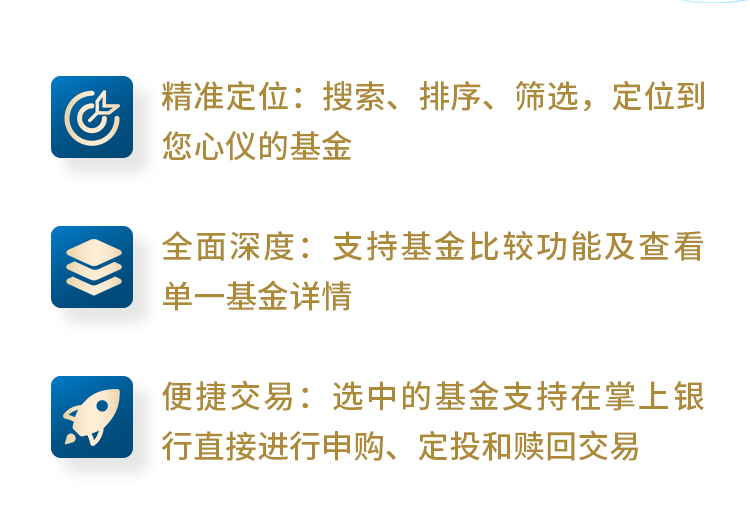 精准定位：搜索、排序、筛选，定位到
您心仪的基金
全面深度：支持基金比较功能及查看
单一基金详情
便捷交易：选中的基金支持在掌上银
行直接进行申购、定投和赎回交易